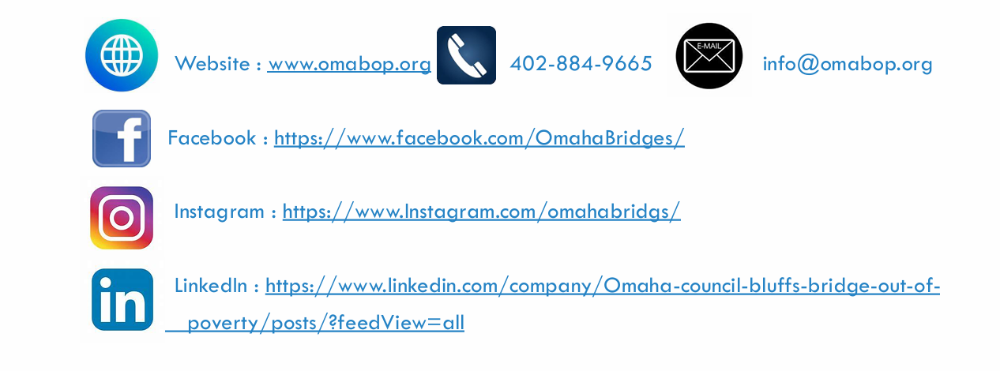 Website : www.omabop.org 402-884-9665 E-MAIL info@omabop.org
f Facebook : https://www.facebook.com/OmahaBridges/
Instagram : https://www.Instagram.com/omahabridgs/
in LinkedIn : https://www.linkedin.com/company/Omaha-council-bluffs-bridge-out-of-
poverty/posts/?feedView=all